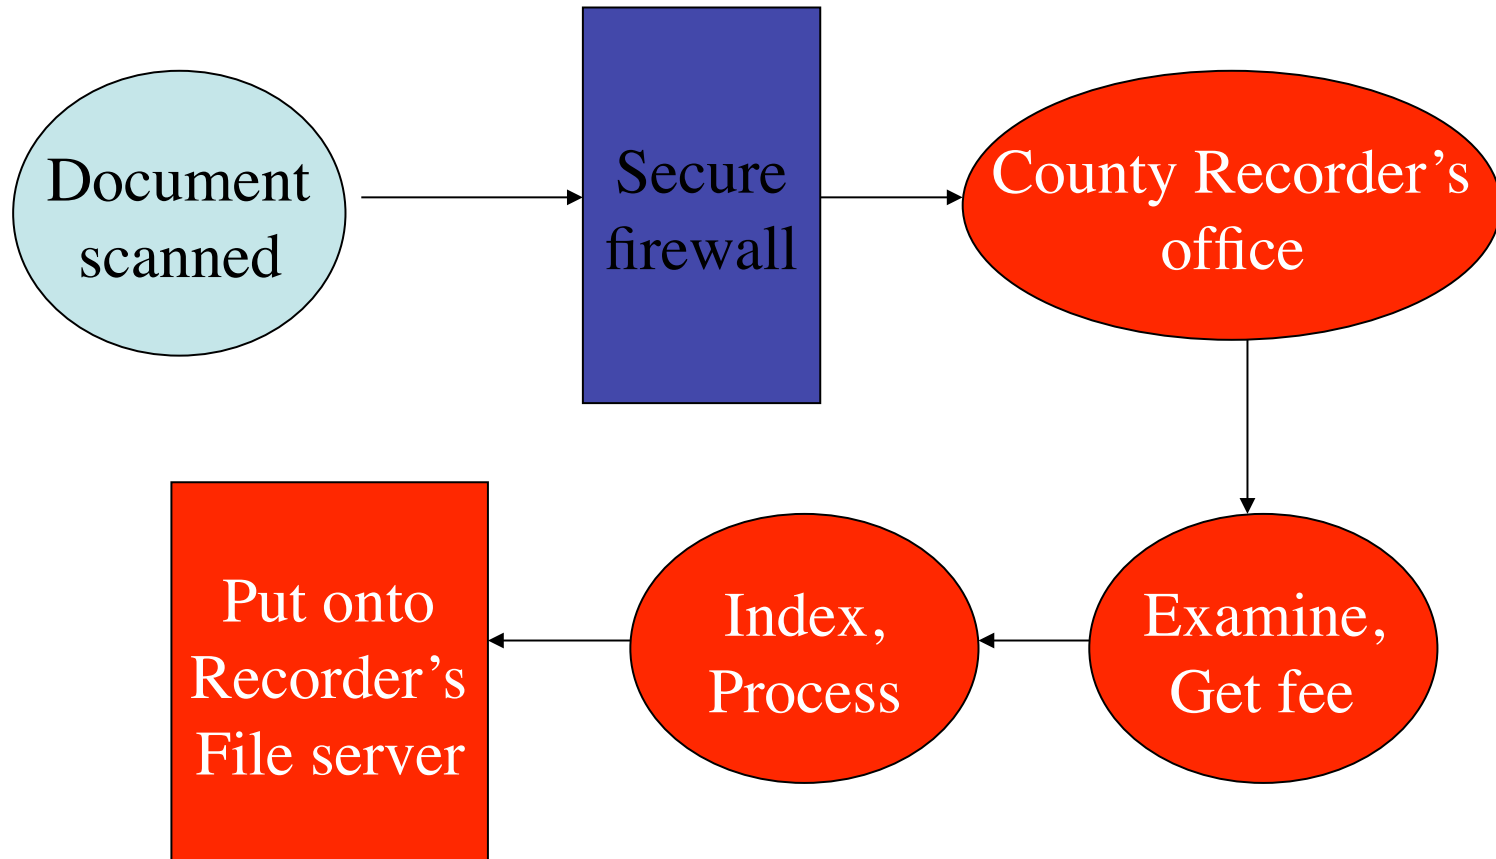 Document
scanned
Secure
firewall
County Recorder’s
office
Examine,
Get fee
Index,
Process
Put onto
Recorder’s
File server